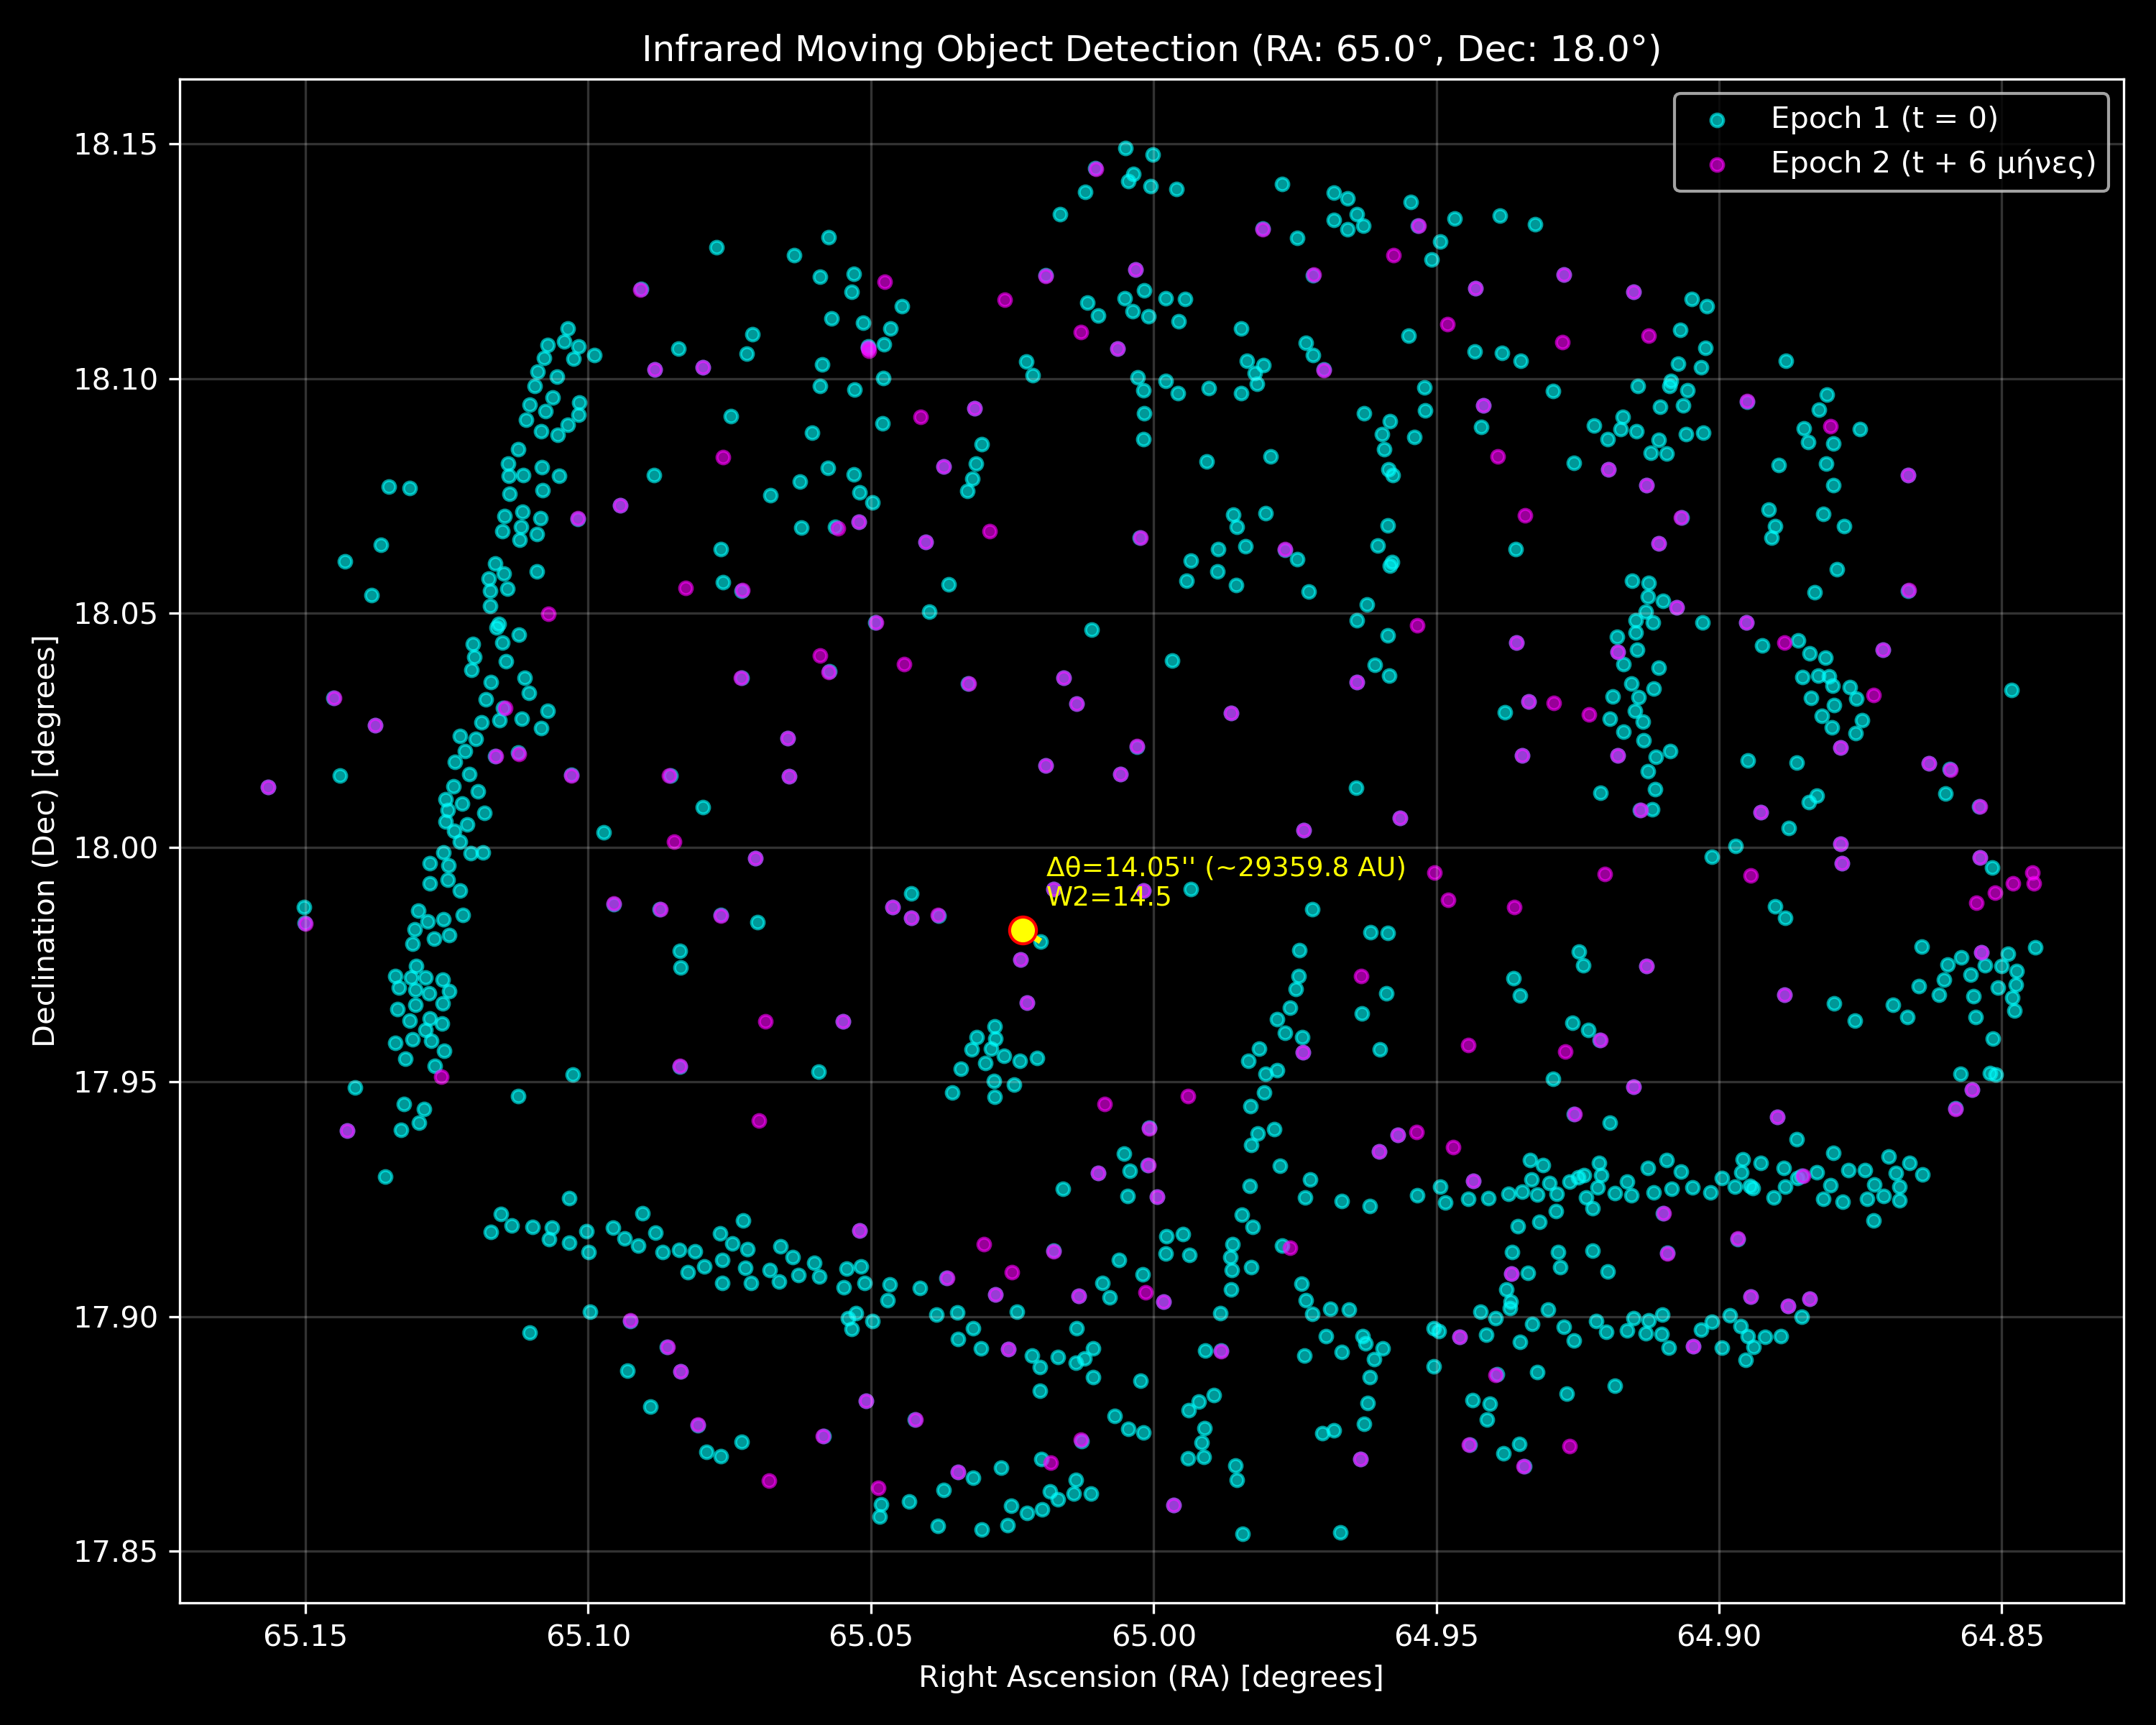 Infrared Moving Object Detection (RA: 65.0°, Dec: 18.0°)
Epoch 1 (t = 0)
Epoch 2 (t + 6 μήνες)
18.15
18.10
18.05
18.00
17.95
17.90
17.85
Declination (Dec) [degrees]
Δθ=14.05'' (~29359.8 AU)
W2=14.5
65.15 65.10 65.05 65.00 64.95 64.90 64.85
Right Ascension (RA) [degrees]